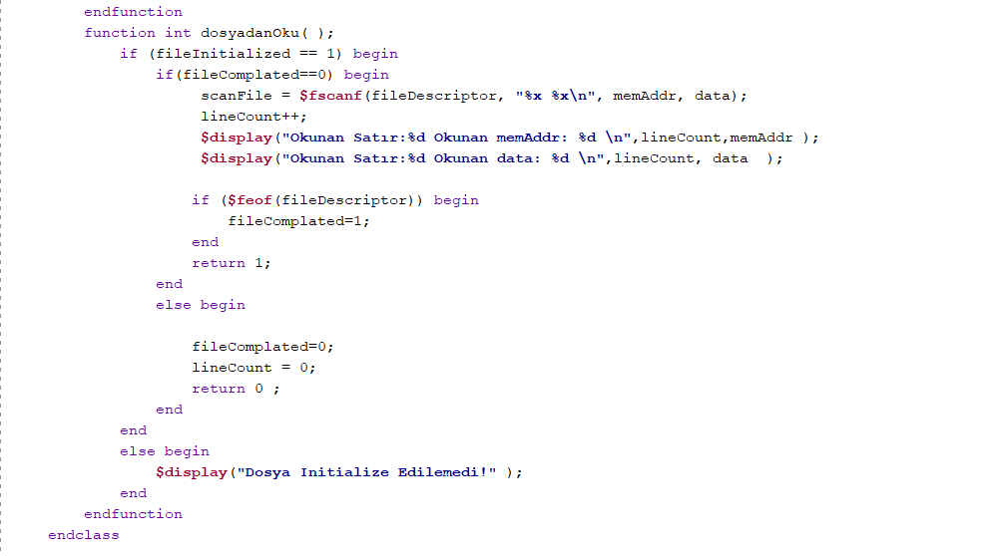 endfunction
function int dosyadanOku( );
if (fileInitialized == 1) begin
if(fileComplated==0) begin
scanFile = $fscanf(fileDescriptor, "%x %x\n", memAddr, data);
lineCount++;
$display("Okunan Satır:%d Okunan memAddr: %d \n",lineCount,memAddr );
$display("Okunan Satır:%d Okunan data: %d \n",lineCount, data  );
if ($feof(fileDescriptor)) begin
fileComplated=1;
end
return 1;
end
else begin
fileComplated=0;
lineCount = 0;
return 0 ;
end
end
else begin
$display("Dosya Initialize Edilemedi!" );
end
endfunction
endclass